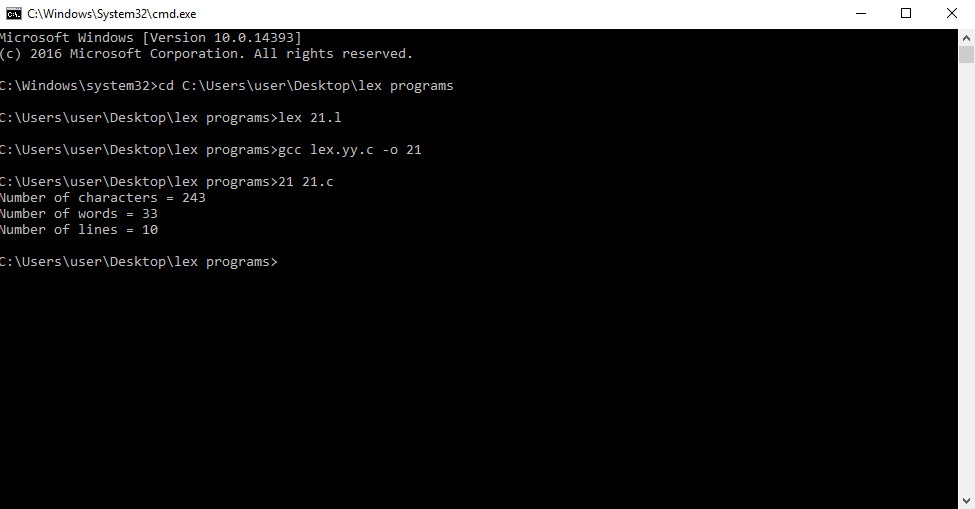 C:\Windows\System32\cmd.exe
Microsoft Windows [Version 10.0.14393]
(c) 2016 Microsoft Corporation. All rights reserved.
C:\Windows\system32>cd C:\Users\user\Desktop\lex programs
C:\Users\user\Desktop\lex programs>lex 21.l
C:\Users\user\Desktop\lex programs>gcc lex.yy.c -o 21
C:\Users\user\Desktop\lex programs>21 21.c
Number of characters = 243
Number of words = 33
Number of lines = 10
C:\Users\user\Desktop\lex programs>